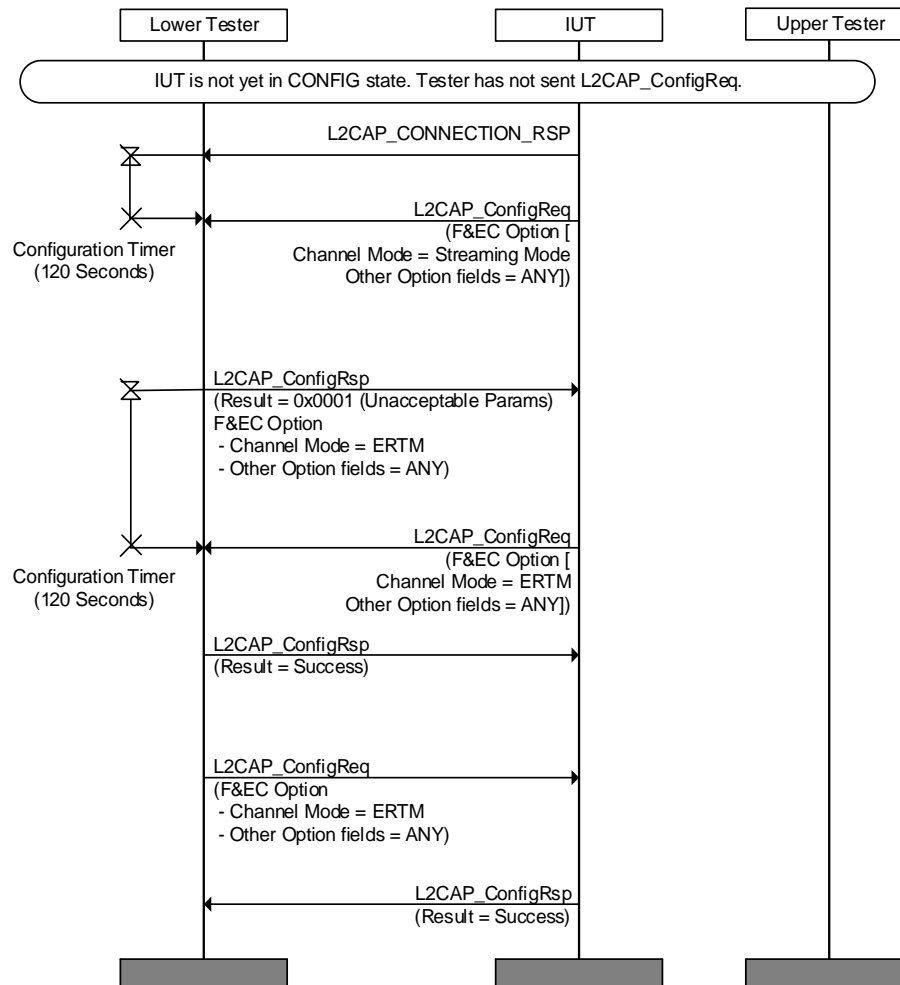 Lower Tester
IUT
Upper Tester
IUT is not yet in CONFIG state. Tester has not sent L2CAP_ConfigReq.
L2CAP_CONNECTION_RSP
L2CAP_ConfigReq
(F&EC Option [
Channel Mode = Streaming Mode
Other Option fields = ANY])
Configuration Timer
(120 Seconds)
L2CAP_ConfigRsp
(Result = 0x0001 (Unacceptable Params)
F&EC Option
- Channel Mode = ERTM
- Other Option fields = ANY)
L2CAP_ConfigReq
(F&EC Option [
Channel Mode = ERTM
Other Option fields = ANY])
Configuration Timer
(120 Seconds)
L2CAP_ConfigRsp
(Result = Success)
L2CAP_ConfigReq
(F&EC Option
- Channel Mode = ERTM
- Other Option fields = ANY)
L2CAP_ConfigRsp
(Result = Success)